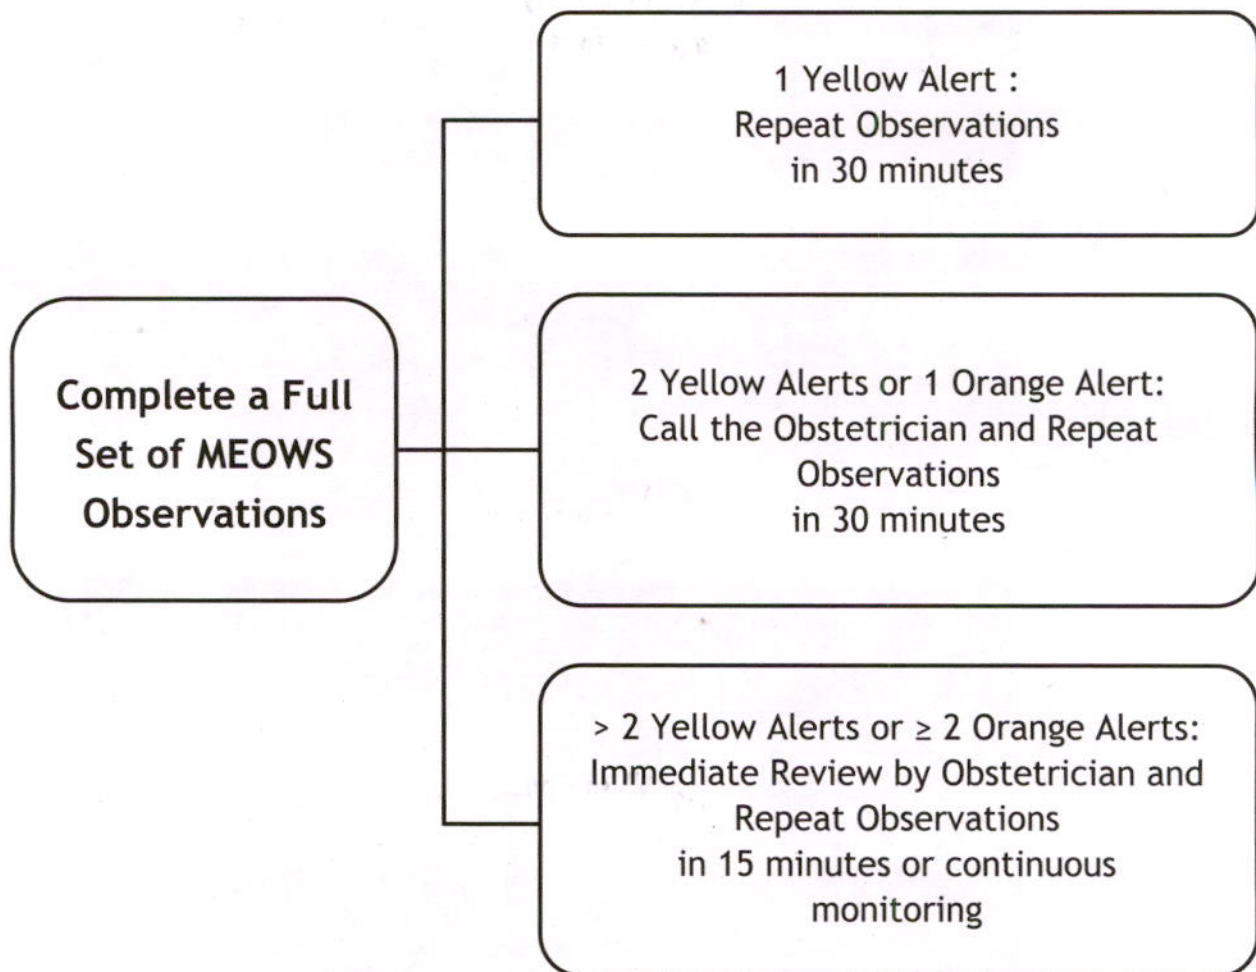 1 Yellow Alert :
Repeat Observations
in 30 minutes
Complete a Full
Set of MEOWS
Observations
2 Yellow Alerts or 1 Orange Alert:
Call the Obstetrician and Repeat
Observations
in 30 minutes
> 2 Yellow Alerts or ≥ 2 Orange Alerts:
Immediate Review by Obstetrician and
Repeat Observations
in 15 minutes or continuous
monitoring